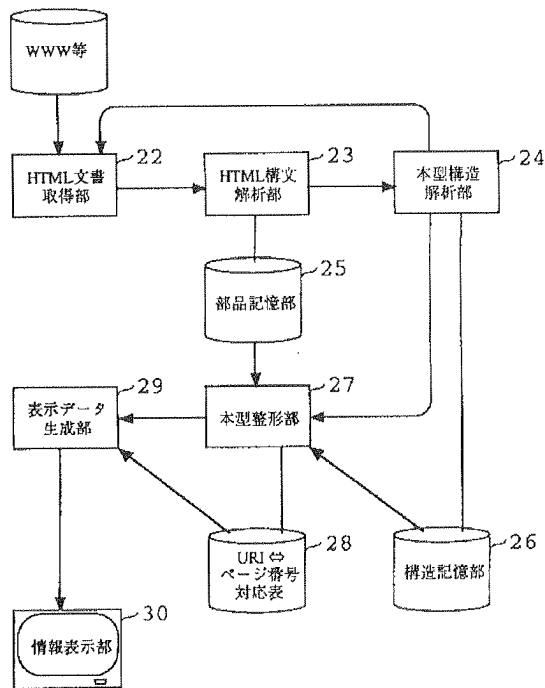 WWW等
22
HTML文書
取得部
23
HTML構文
解析部
24
本型構造
解析部
25
部品記憶部
29
表示データ
生成部
27
本型整形部
28
URI⇔
ページ番号
対応表
26
構造記憶部
30
情報表示部